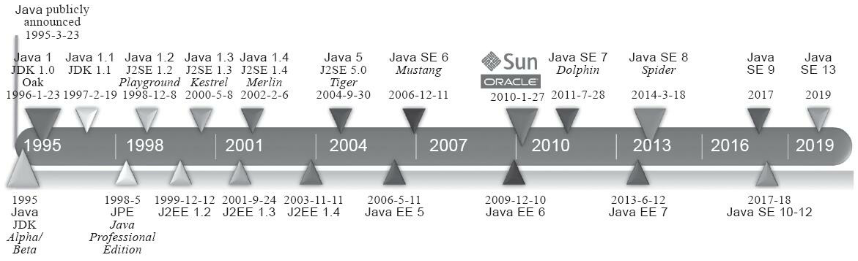 Java publicly
announced
1995-3-23
Java 1
JDK 1.0
Oak
1996-1-23
Java 1.1
JDK 1.1
1997-2-19
Java 1.2
J2SE 1.2
Playground
1998-12-8
Java 1.3
J2SE 1.3
Kestrel
2000-5-8
Java 1.4
J2SE 1.4
Merlin
2002-2-6
Java 5
J2SE 5.0
Tiger
2004-9-30
Java SE 6
Mustang
2006-12-11
Sun
ORACLE
2010-1-27
Java SE 7
Dolphin
2011-7-28
Java SE 8
Spider
2014-3-18
Java
SE 9
2017
Java
SE 13
2019
1995 1998 2001 2004 2007 2010 2013 2016 2019
1995
Java
JDK
Alpha/
Beta
1998-5
JPE
Java
Professional
Edition
1999-12-12
J2EE 1.2
2001-9-24
J2EE 1.3
2003-11-11
J2EE 1.4
2006-5-11
Java EE 5
2009-12-10
Java EE 6
2013-6-12
Java EE 7
2017-18
Java SE 10-12